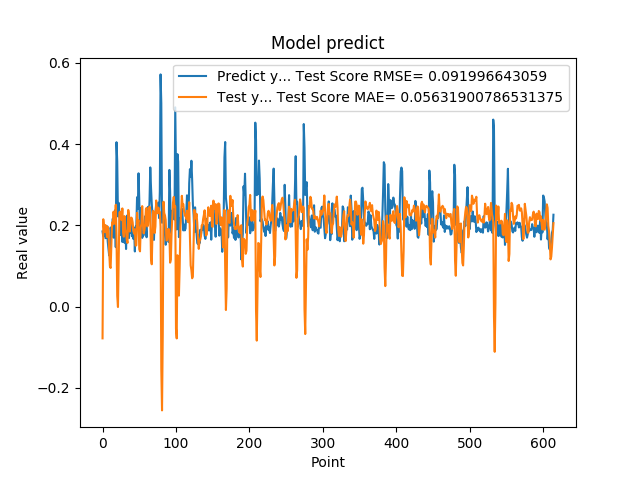 Model predict
Predict y... Test Score RMSE= 0.091996643059
Test y... Test Score MAE= 0.05631900786531375
Real value
0.6
0.4
0.2
0.0
−0.2
0 100 200 300 400 500 600
Point